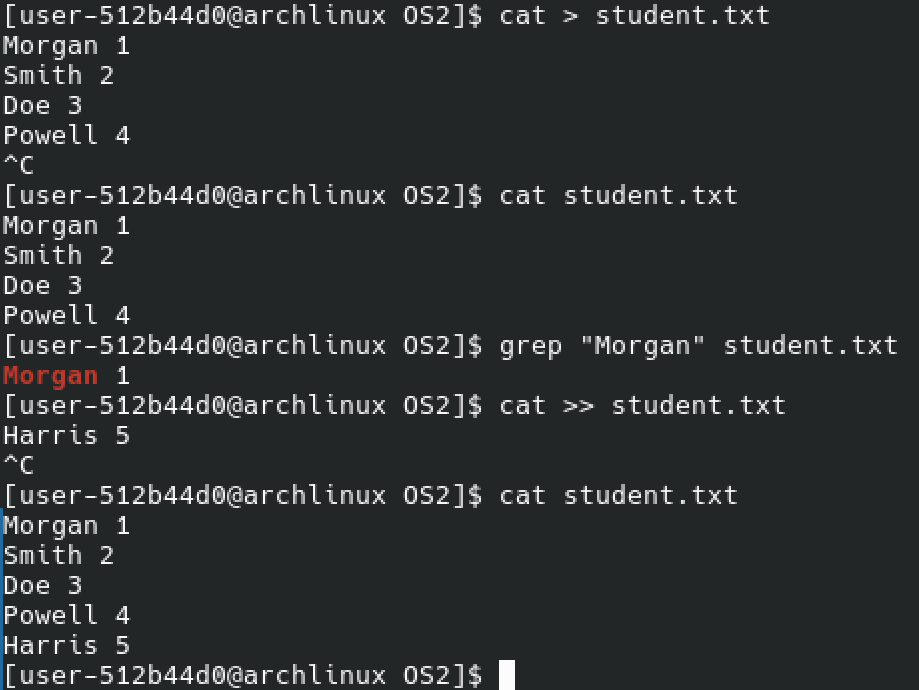 [user-512b44d0@archlinux OS2]$ cat > student.txt
Morgan 1
Smith 2
Doe 3
Powell 4
^C
[user-512b44d0@archlinux OS2]$ cat student.txt
Morgan 1
Smith 2
Doe 3
Powell 4
[user-512b44d0@archlinux OS2]$ grep "Morgan" student.txt
Morgan 1
[user-512b44d0@archlinux OS2]$ cat >> student.txt
Harris 5
^C
[user-512b44d0@archlinux OS2]$ cat student.txt
Morgan 1
Smith 2
Doe 3
Powell 4
Harris 5
[user-512b44d0@archlinux OS2]$